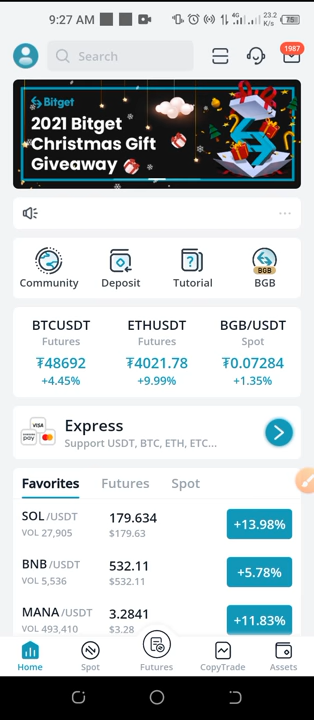 9:27 AM
4G
23.2
K/s
75
Search
1987
Bitget
2021 Bitget
Christmas Gift
Giveaway
Community
Deposit
Tutorial
BGB
BGB
BTCUSDT
ETHUSDT
BGB/USDT
Futures
Futures
Spot
₮48692
₮4021.78
₮0.07284
+4.45%
+9.99%
+1.35%
VISA
Pay
Express
Support USDT, BTC, ETH, ETC...
Favorites
Futures
Spot
SOL /USDT
179.634
+13.98%
VOL 27,905
$179.63
BNB /USDT
532.11
+5.78%
VOL 5,536
$532.11
MANA /USDT
3.2841
+11.83%
VOL 493,410
$3.28
Home
Spot
Futures
CopyTrade
Assets